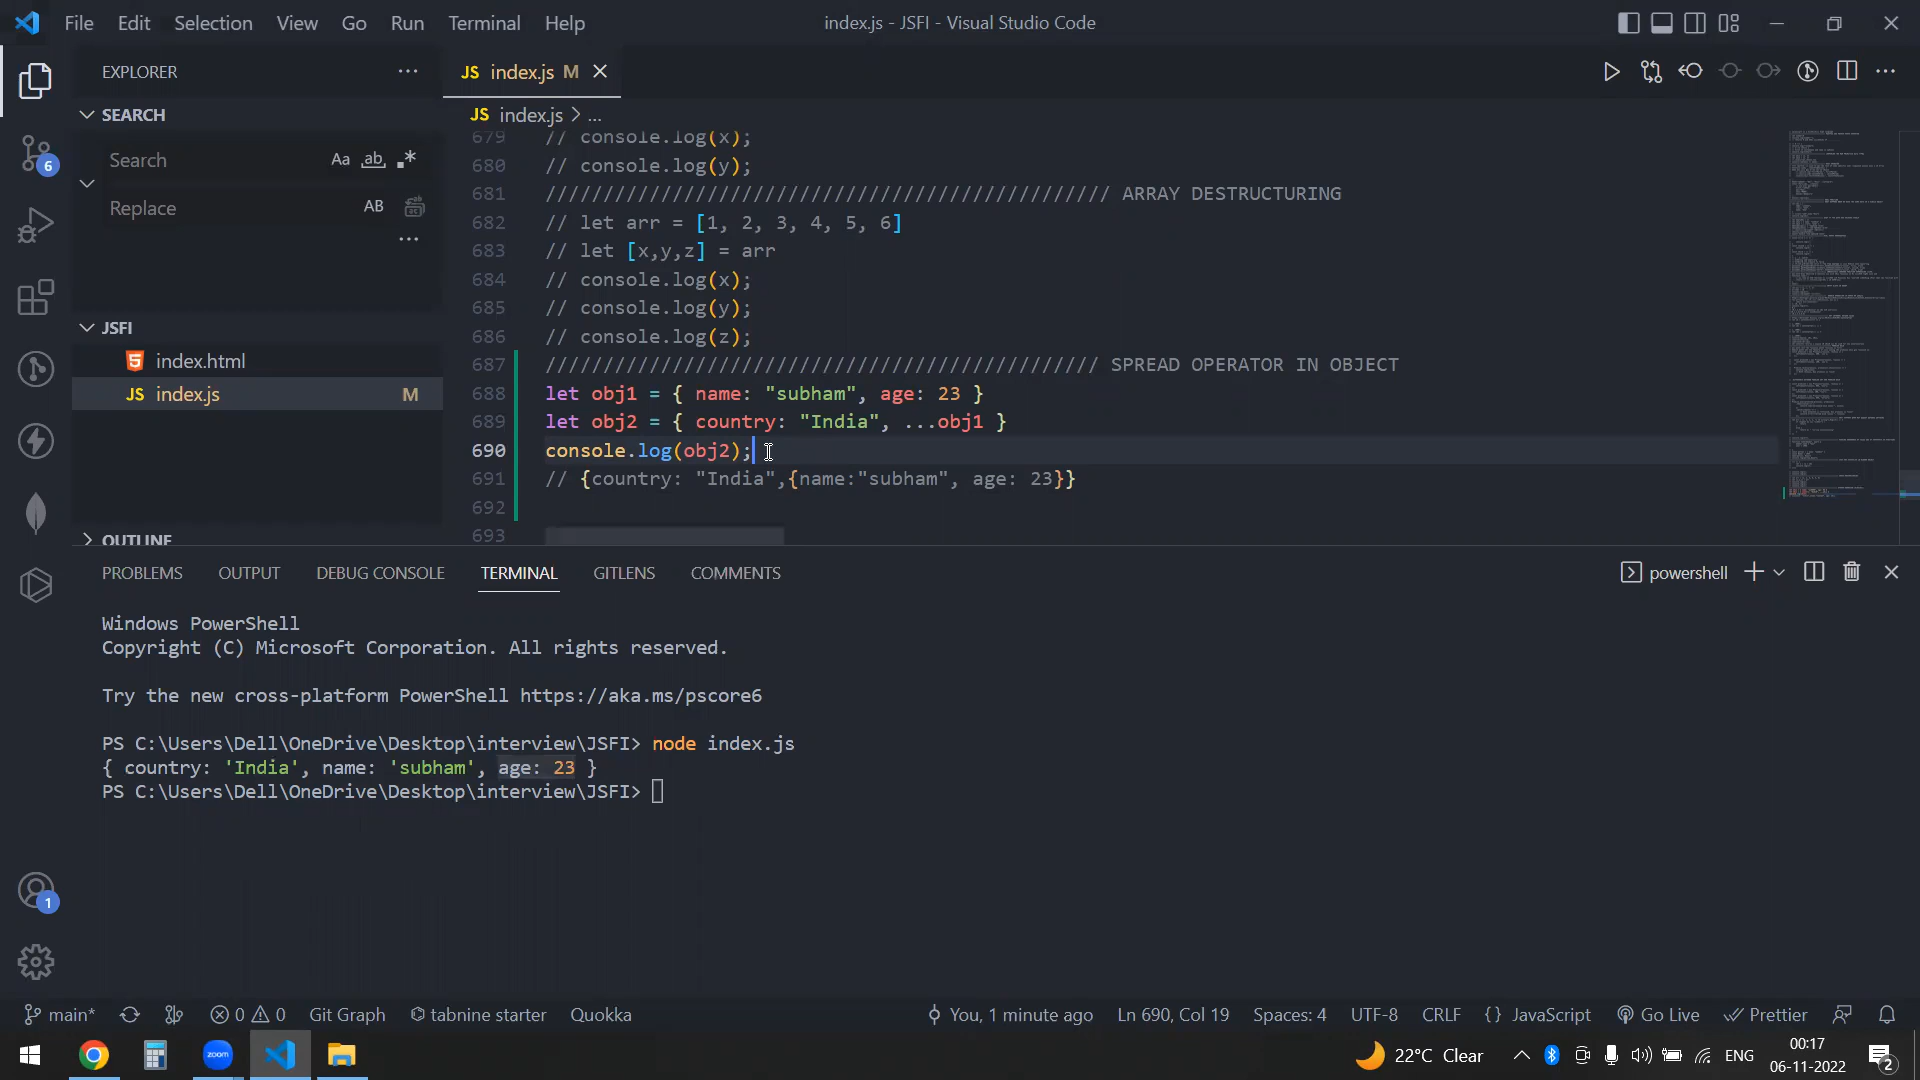 File Edit Selection View Go Run Terminal Help
index.js - JSFI - Visual Studio Code
EXPLORER
SEARCH
Search
Aa ab .*
Replace
AB
JSFI
index.html
JS index.js M
OUTLINE
6
1
JS index.js M
JS index.js > ...
679 // console.log(x);
680 // console.log(y);
681 ///////////////////////////////////////////////// ARRAY DESTRUCTURING
682 // let arr = [1, 2, 3, 4, 5, 6]
683 // let [x,y,z] = arr
684 // console.log(x);
685 // console.log(y);
686 // console.log(z);
687 //////////////////////////////////////////////// SPREAD OPERATOR IN OBJECT
688 let obj1 = { name: "subham", age: 23 }
689 let obj2 = { country: "India", ...obj1 }
690 console.log(obj2);
691 // {country: "India",{name:"subham", age: 23}}
692
693
PROBLEMS OUTPUT DEBUG CONSOLE TERMINAL GITLENS COMMENTS
powershell
Windows PowerShell
Copyright (C) Microsoft Corporation. All rights reserved.
Try the new cross-platform PowerShell https://aka.ms/pscore6
PS C:\Users\Dell\OneDrive\Desktop\interview\JSFI> node index.js
{ country: 'India', name: 'subham', age: 23 }
PS C:\Users\Dell\OneDrive\Desktop\interview\JSFI>
main* 0 0 Git Graph tabnine starter Quokka
You, 1 minute ago Ln 690, Col 19 Spaces: 4 UTF-8 CRLF {} JavaScript Go Live Prettier
zoom
22°C Clear
ENG
00:17
06-11-2022
2